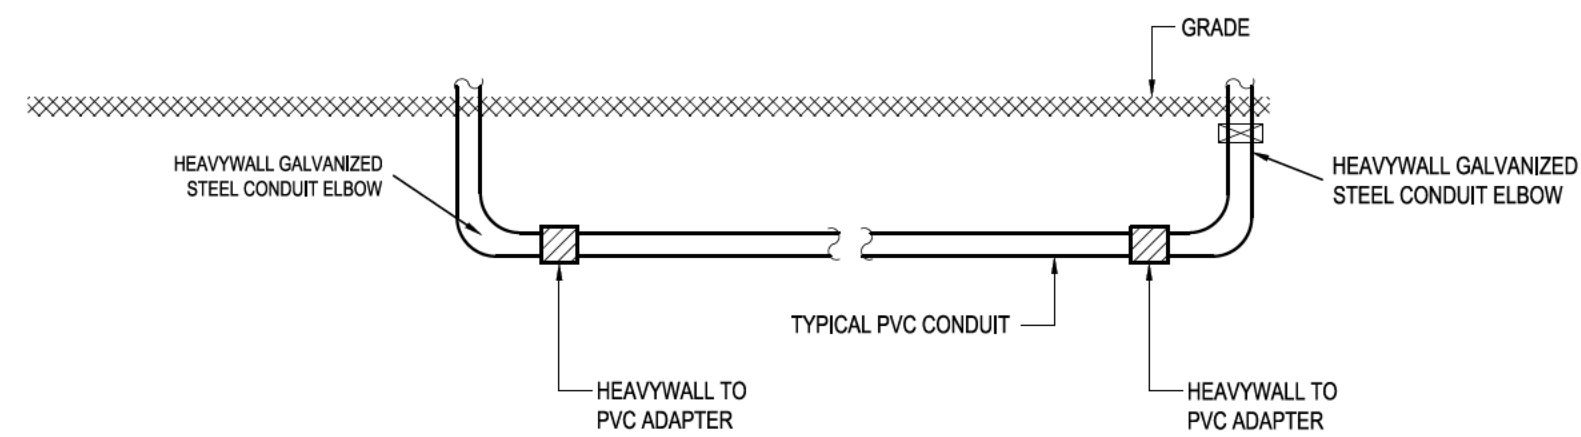 GRADE
HEAVYWALL GALVANIZED
STEEL CONDUIT ELBOW
HEAVYWALL GALVANIZED
STEEL CONDUIT ELBOW
TYPICAL PVC CONDUIT
HEAVYWALL TO
PVC ADAPTER
HEAVYWALL TO
PVC ADAPTER